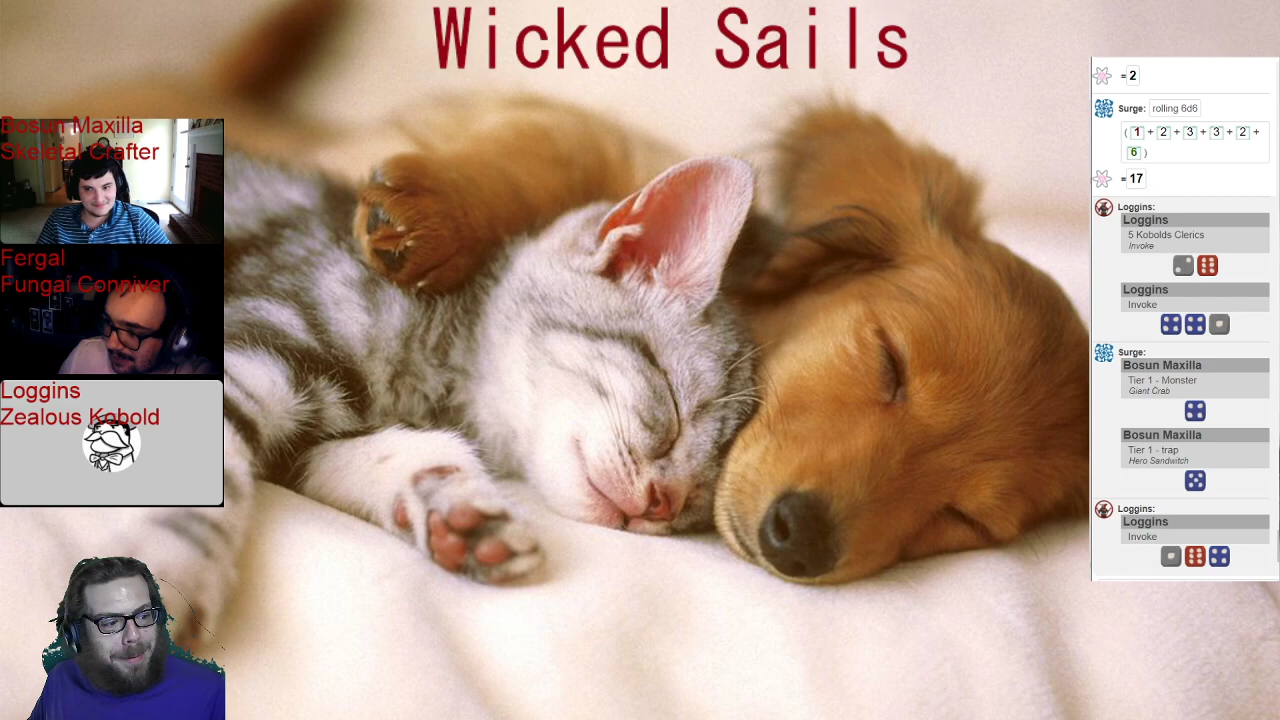 Wicked Sails
Bosun Maxilla
Skeletal Crafter
Fergal
Fungal Conniver
Loggins
Zealous Kobold
=2
Surge: rolling 6d6
(1+2+3+3+2+
6)
=17
Loggins:
Loggins
5 Kobolds Clerics
Invoke
Loggins
Invoke
Surge:
Bosun Maxilla
Tier 1 - Monster
Giant Crab
Bosun Maxilla
Tier 1 - trap
Hero Sandwitch
Loggins:
Loggins
Invoke